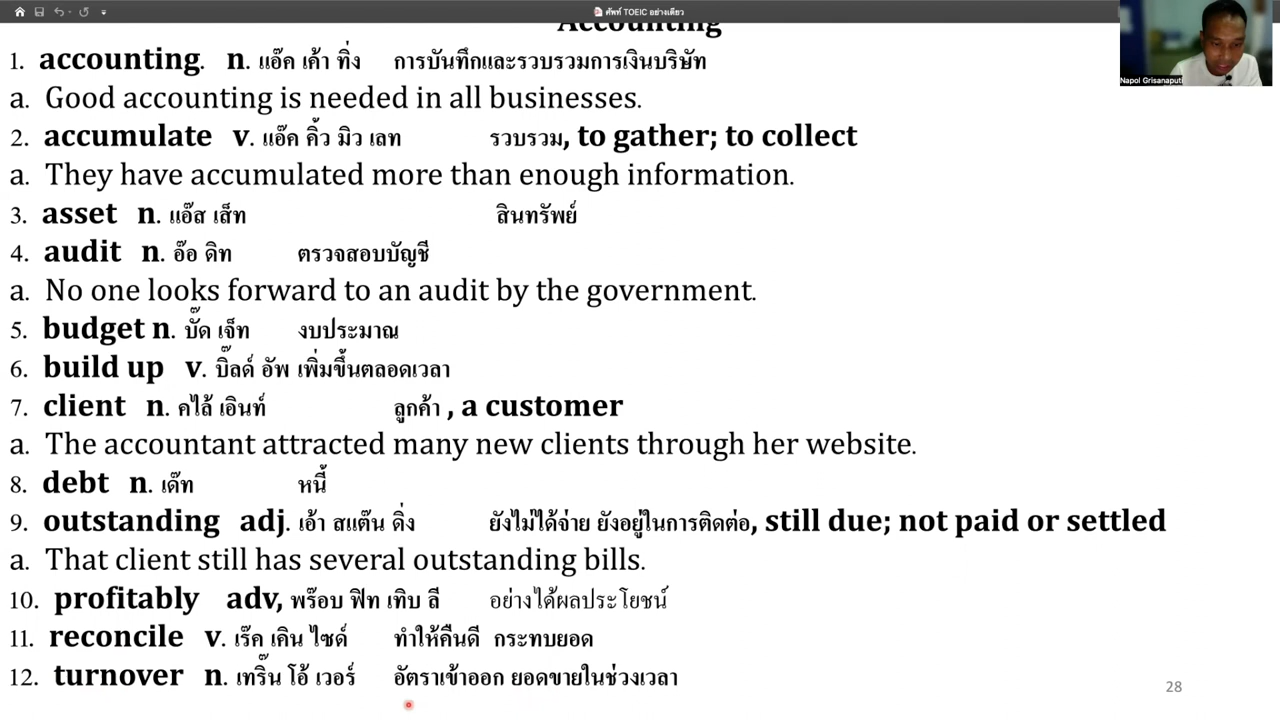 ศัพท์ TOEIC อย่างเดียว
Accounting
Napol Grisanaputi
1. accounting. n. แอ๊ค เค้า ทิ่ง การบันทึกและรวบรวมการเงินบริษัท
a. Good accounting is needed in all businesses.
2. accumulate v. แอ๊ค คิ้ว มิว เลท รวบรวม, to gather; to collect
a. They have accumulated more than enough information.
3. asset n. แอ๊ส เส็ท สินทรัพย์
4. audit n. อ๊อ ดิท ตรวจสอบบัญชี
a. No one looks forward to an audit by the government.
5. budget n. บั๊ด เจ็ท งบประมาณ
6. build up v. บิ๊ลด์ อัพ เพิ่มขึ้นตลอดเวลา
7. client n. คไล้ เอินท์ ลูกค้า , a customer
a. The accountant attracted many new clients through her website.
8. debt n. เด๊ท หนี้
9. outstanding adj. เอ้า สแต๊น ดิ่ง ยังไม่ได้จ่าย ยังอยู่ในการติดต่อ, still due; not paid or settled
a. That client still has several outstanding bills.
10. profitably adv, พร๊อบ ฟิท เทิบ ลี อย่างได้ผลประโยชน์
11. reconcile v. เร๊ค เคิน ไซด์ ทำให้คืนดี กระทบยอด
12. turnover n. เทริ๊น โอ้ เวอร์ อัตราเข้าออก ยอดขายในช่วงเวลา
28